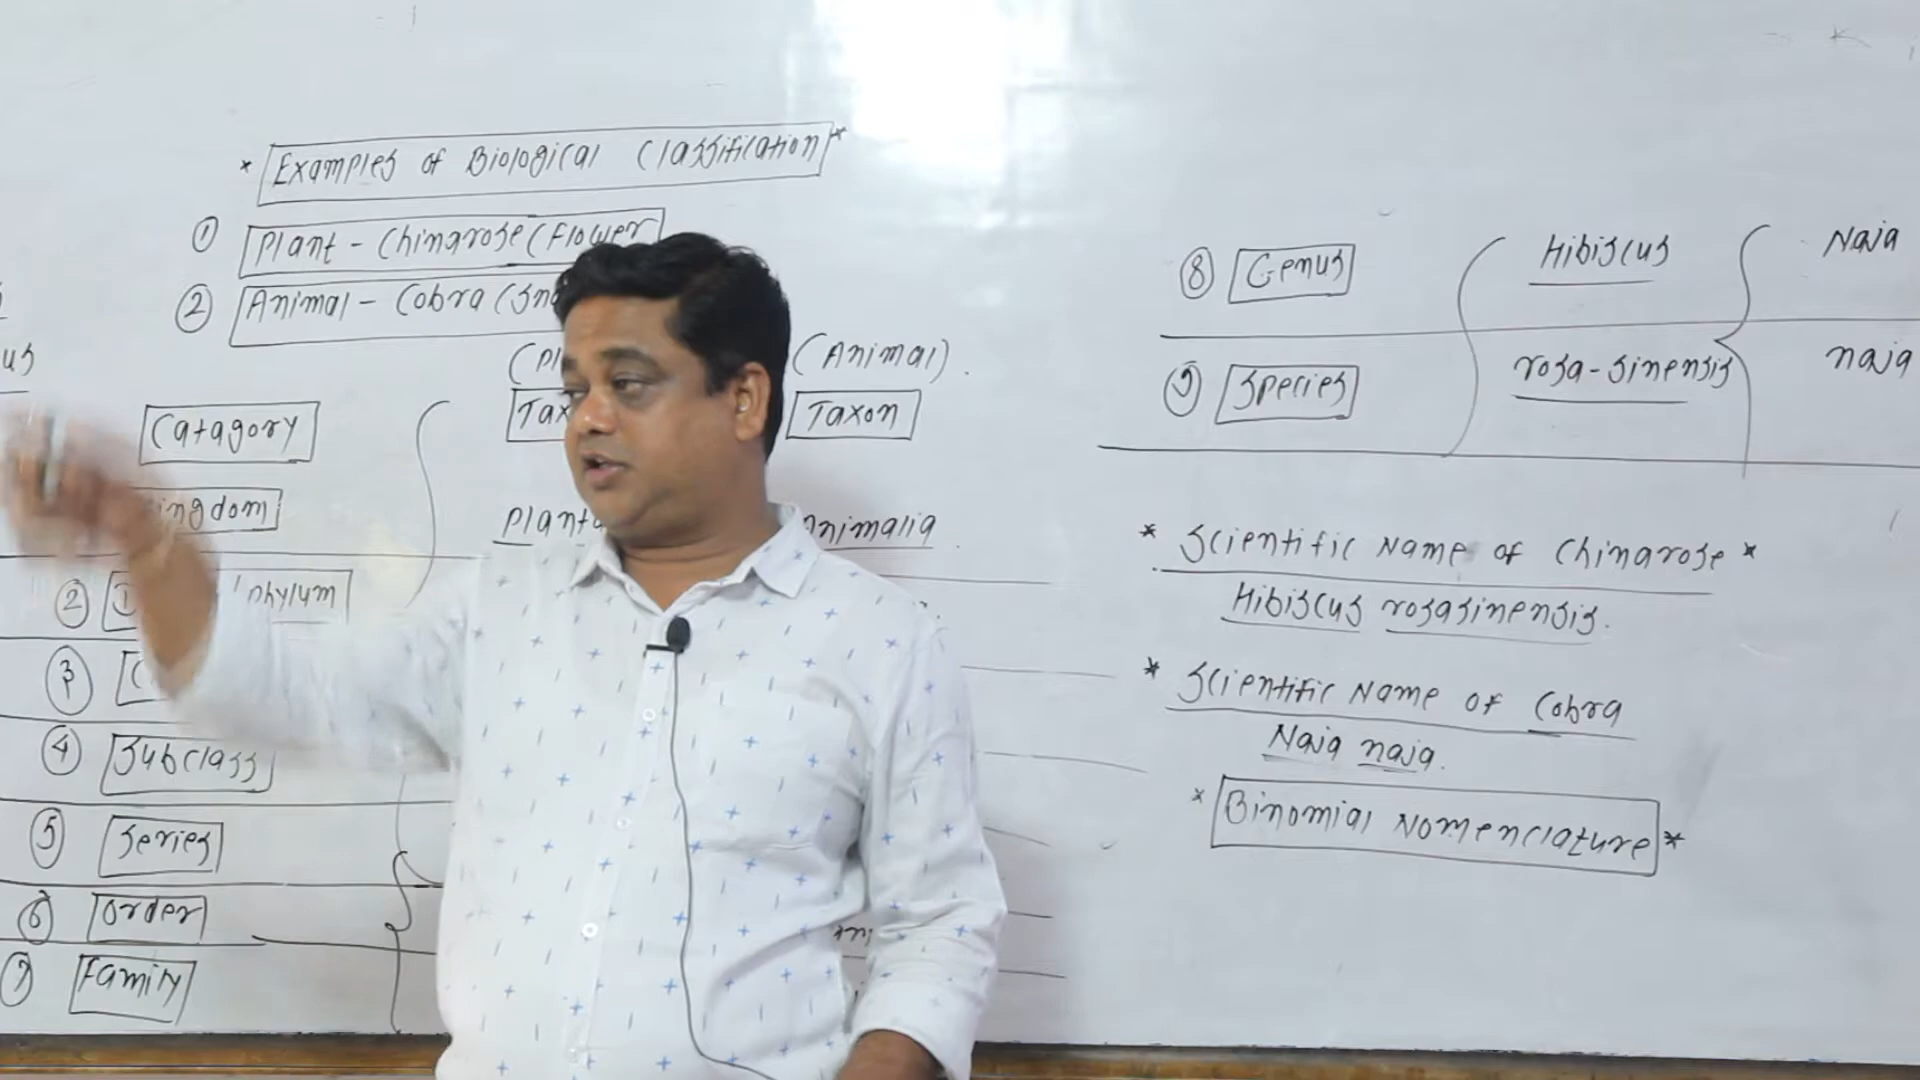 * Examples of Biological Classification *
① Plant - Chinarose (Flower
② Animal - Cobra (
(Animal).
Catagory
Taxon
Animalia
② phylum
③
④ Subclass
⑤ Series
⑥ order
⑦ Family
⑧ Genus Hibiscus Naja
⑨ Species rosa-sinensis naja
* Scientific Name of Chinarose *
Hibiscus rosasinensis.
* Scientific Name of Cobra
Naja naja.
* Binomial Nomenclature *